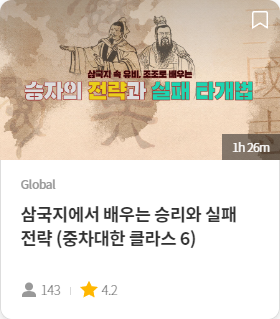 삼국지 속 유비, 조조로 배우는
승자의 전략과 실패 타개법
1h 26m
Global
삼국지에서 배우는 승리와 실패
전략 (중차대한 클라스 6)
143
4.2